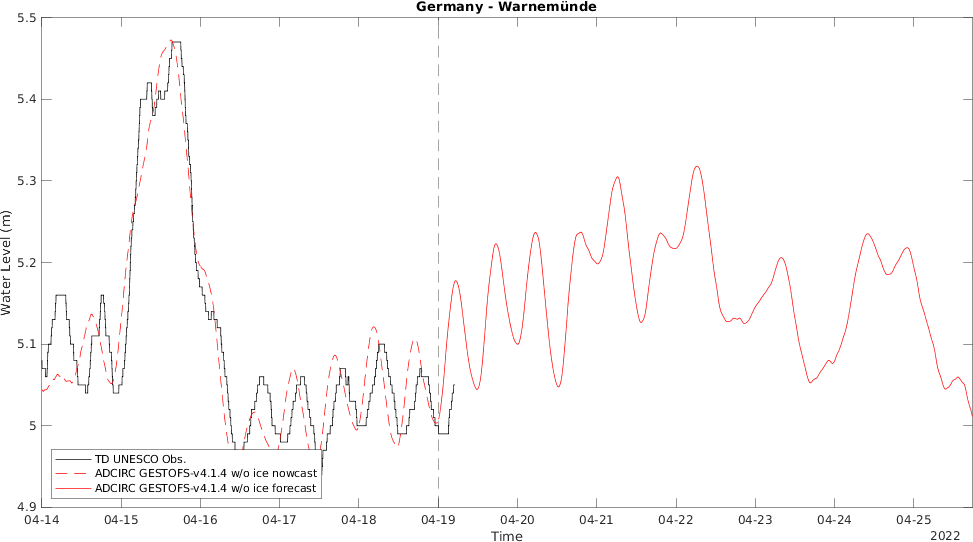 Germany - Warnemünde
5.5
5.4
5.3
5.2
5.1
5
4.9
Water Level (m)
TD UNESCO Obs.
ADCIRC GESTOFS-v4.1.4 w/o ice nowcast
ADCIRC GESTOFS-v4.1.4 w/o ice forecast
04-14 04-15 04-16 04-17 04-18 04-19 04-20 04-21 04-22 04-23 04-24 04-25
Time
2022